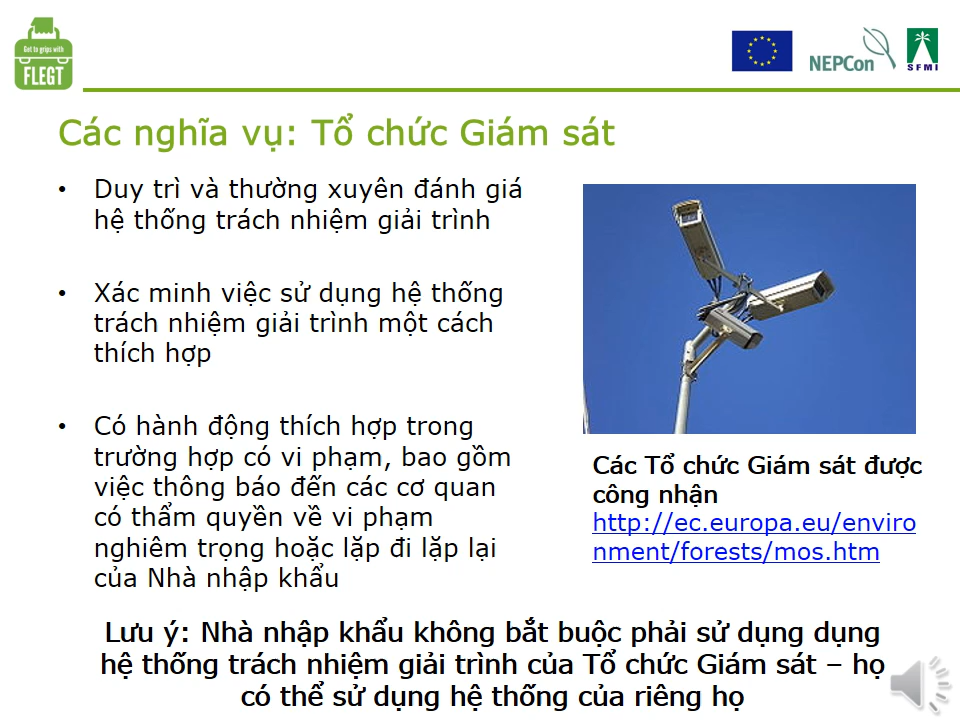 Get to grips with
FLEGT
NEPCon
SFMI
Các nghĩa vụ: Tổ chức Giám sát
• Duy trì và thường xuyên đánh giá
hệ thống trách nhiệm giải trình
• Xác minh việc sử dụng hệ thống
trách nhiệm giải trình một cách
thích hợp
• Có hành động thích hợp trong
trường hợp có vi phạm, bao gồm
việc thông báo đến các cơ quan
có thẩm quyền về vi phạm
nghiêm trọng hoặc lặp đi lặp lại
của Nhà nhập khẩu
Các Tổ chức Giám sát được
công nhận
http://ec.europa.eu/enviro
nment/forests/mos.htm
Lưu ý: Nhà nhập khẩu không bắt buộc phải sử dụng dụng
hệ thống trách nhiệm giải trình của Tổ chức Giám sát – họ
có thể sử dụng hệ thống của riêng họ